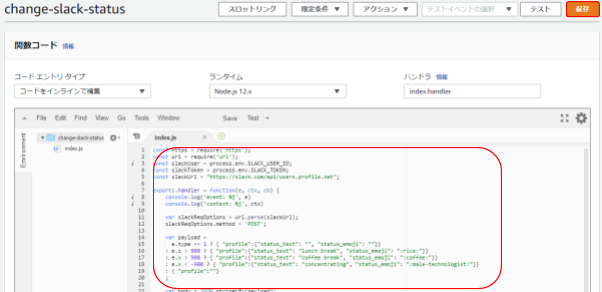 change-slack-status
スロットリング 限定条件 ▼ アクション ▼ テストイベントの選択 ▼ テスト 保存
関数コード 情報
コード エントリ タイプ ランタイム ハンドラ 情報
コードをインラインで編集 ▼ Node.js 12.x ▼ index.handler
File Edit Find View Go Tools Window Save Test
Environment
change-slack-status
index.js
index.js
1 const https = require('https');
2 const url = require('url');
3 const slackUser = process.env.SLACK_USER_ID;
4 const slackToken = process.env.SLACK_TOKEN;
5 const slackUrl = "https://slack.com/api/users.profile.set";
6
7 exports.handler = function(e, ctx, cb) {
8 console.log('event: %j', e)
9 console.log('context: %j', ctx)
10
11 var slackReqOptions = url.parse(slackUrl);
12 slackReqOptions.method = 'POST';
13
14 var payload =
15 e.type == 1 ? { "profile":{"status_text": "", "status_emoji": ""}}
16 : e.z > 900 ? { "profile":{"status_text": "lunch break", "status_emoji": ":rice:"}}
17 : e.x > 900 ? { "profile":{"status_text": "coffee break", "status_emoji": ":coffee:"}}
18 : e.x < -900 ? { "profile":{"status_text": "concentrating", "status_emoji": ":male-technologist:"}}
19 : { "profile":""}